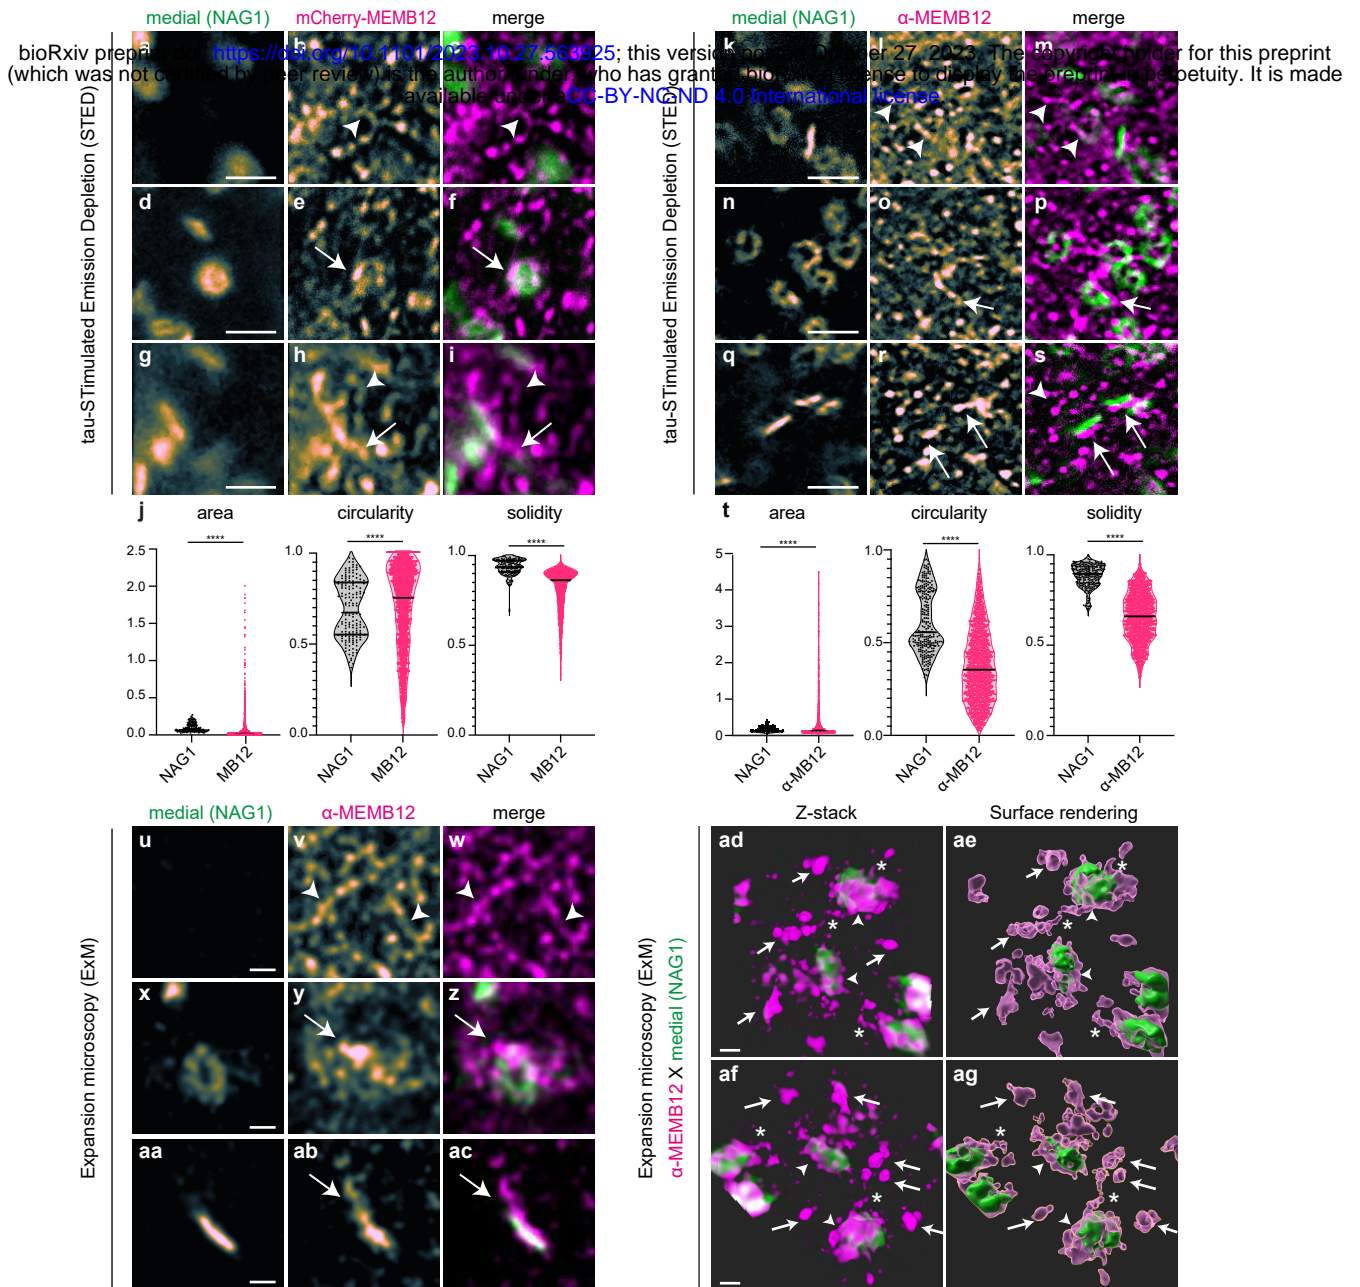 medial (NAG1) mCherry-MEMB12 merge
medial (NAG1) α-MEMB12 merge
bioRxiv preprint doi: https://doi.org/10.1101/2023.10.27.563925; this version posted October 27, 2023. The copyright holder for this preprint
(which was not certified by peer review) is the author/funder, who has granted bioRxiv a license to display the preprint in perpetuity. It is made
available under aCC-BY-NC-ND 4.0 International license.
tau-STimulated Emission Depletion (STED)
a b c
d e f
g h i
tau-STimulated Emission Depletion (STED)
k l m
n o p
q r s
j area circularity solidity
**** **** ****
2.5
2.0
1.5
1.0
0.5
0.0
NAG1 MB12
1.0
0.5
0.0
NAG1 MB12
1.0
0.5
0.0
NAG1 MB12
t area circularity solidity
**** **** ****
5
4
3
2
1
0
NAG1 α-MB12
1.0
0.5
0.0
NAG1 α-MB12
1.0
0.5
0.0
NAG1 α-MB12
medial (NAG1) α-MEMB12 merge
Expansion microscopy (ExM)
u v w
x y z
aa ab ac
Z-stack Surface rendering
Expansion microscopy (ExM)
α-MEMB12 X medial (NAG1)
ad ae
* * *
* * *
af ag
* *
* *